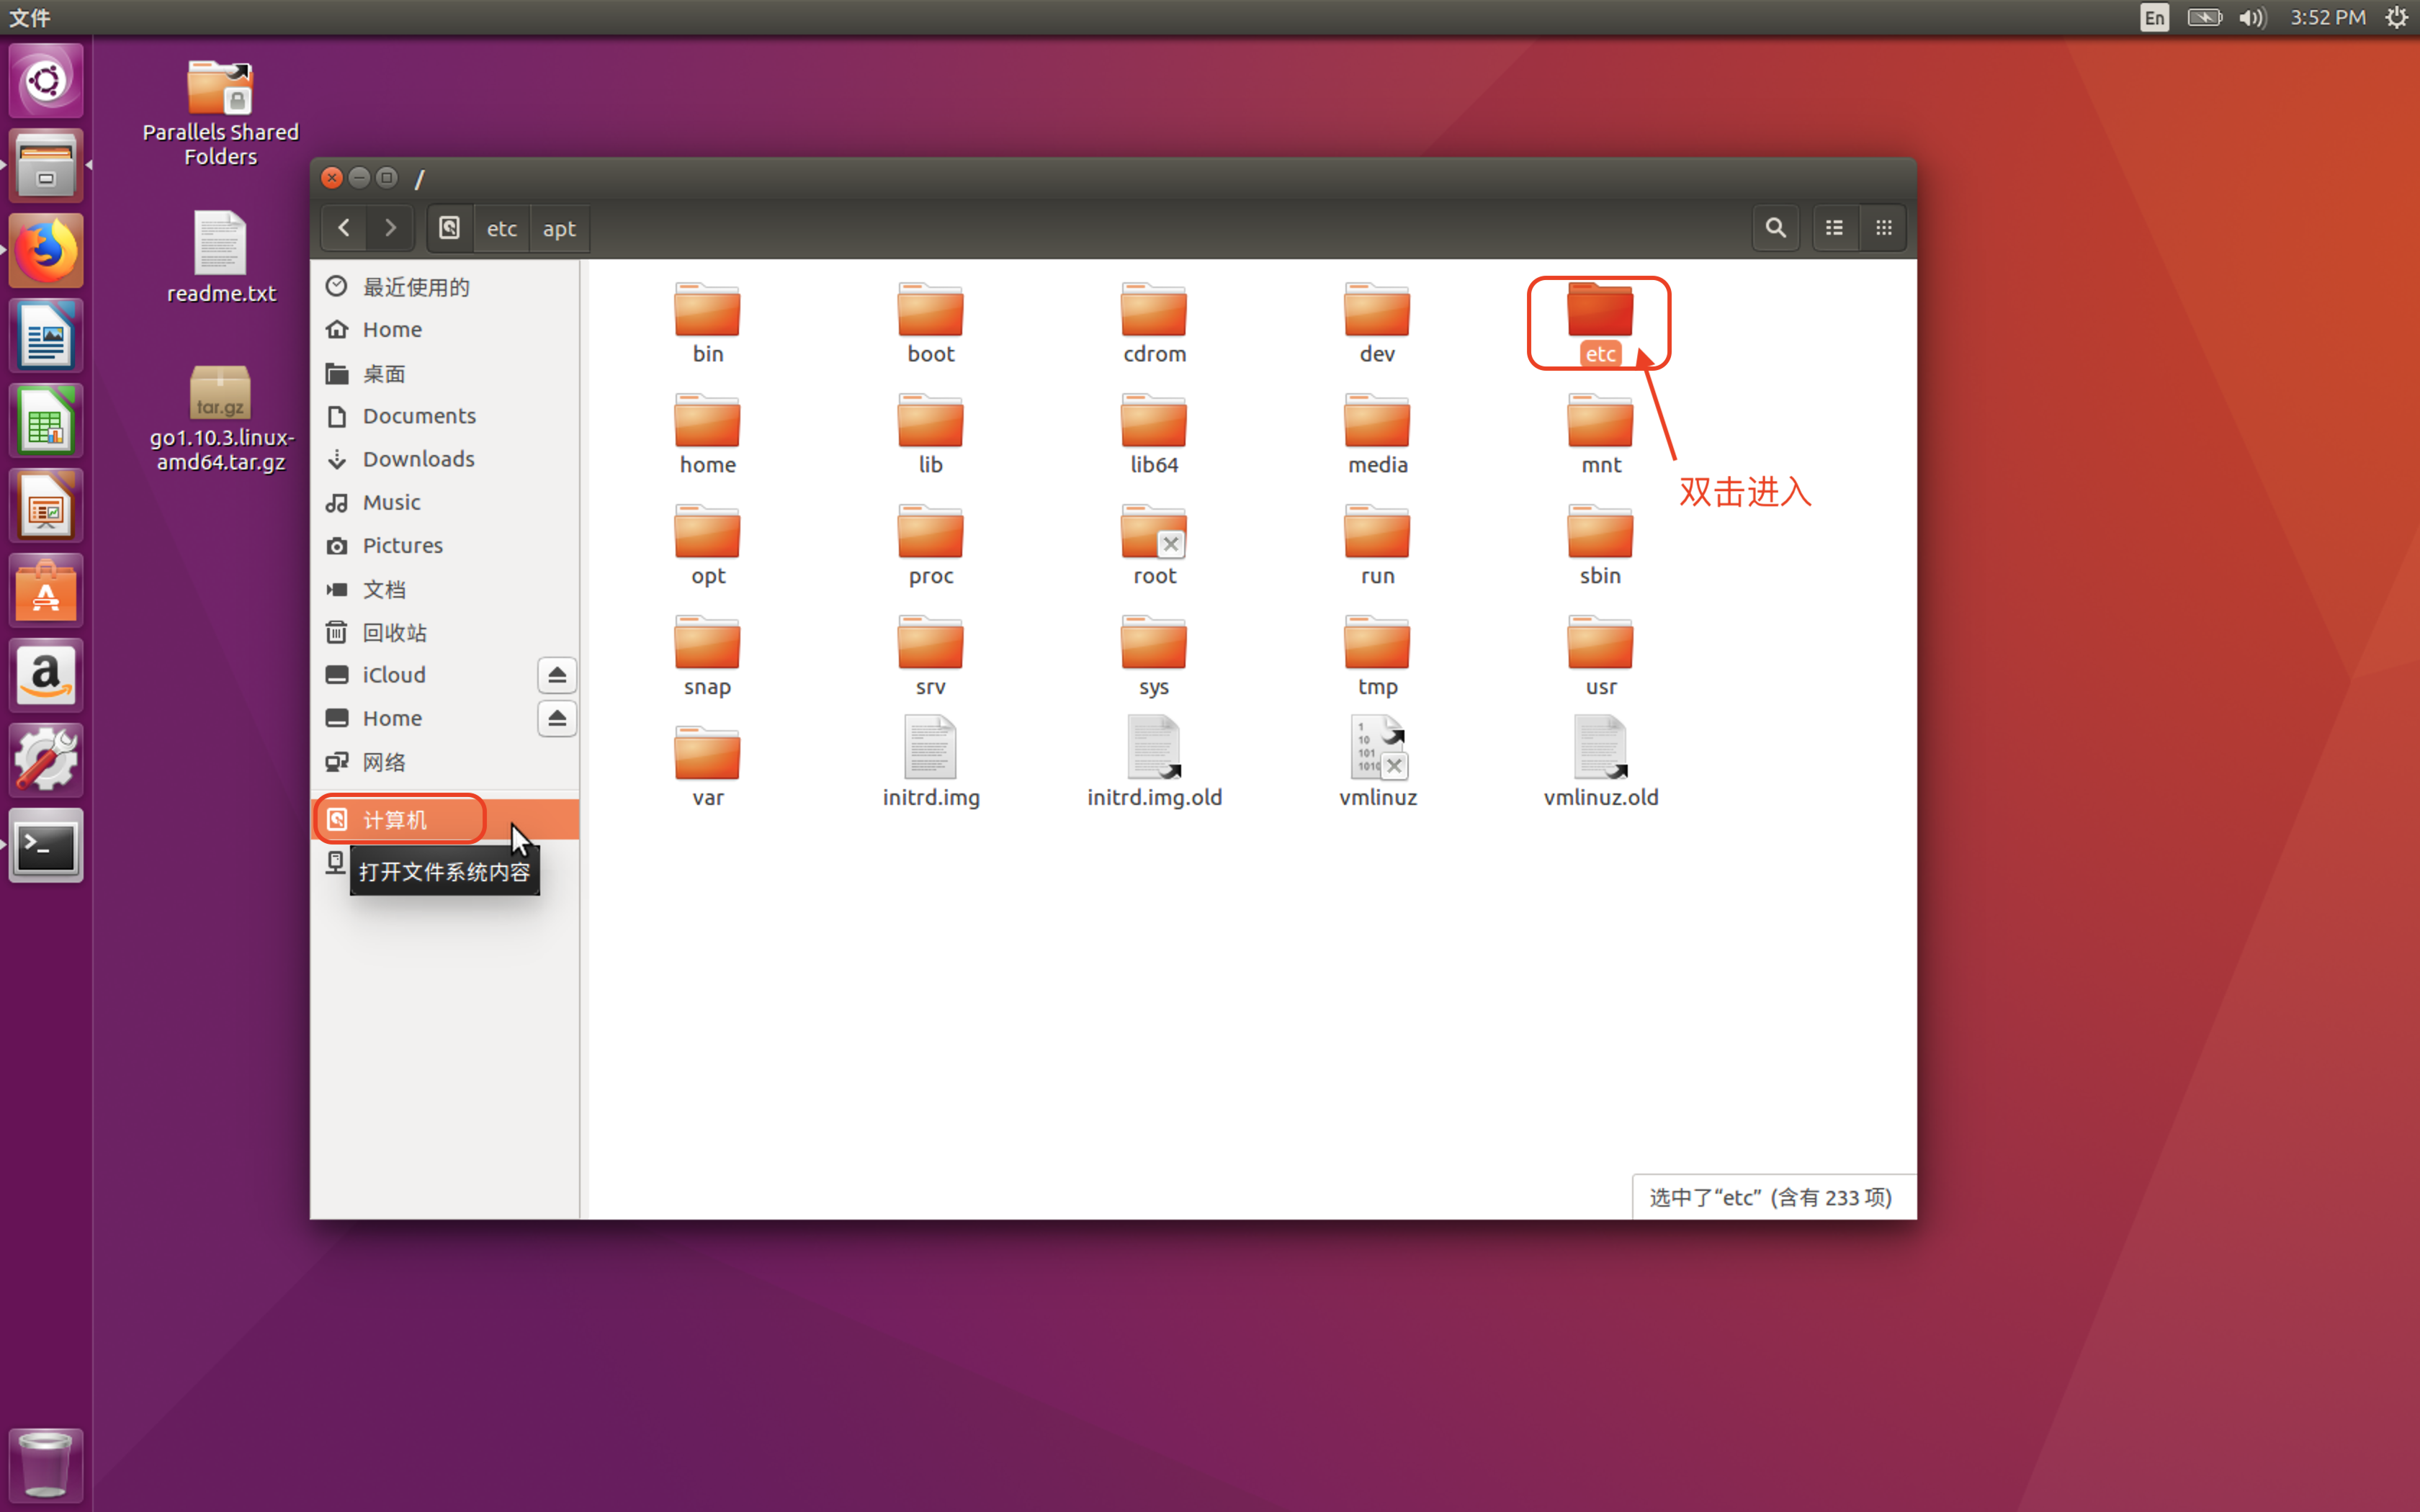 文件
En
3:52 PM
Parallels Shared
Folders
readme.txt
tar.gz
go1.10.3.linux-
amd64.tar.gz
/
etc
apt
最近使用的
Home
桌面
Documents
Downloads
Music
Pictures
文档
回收站
iCloud
Home
网络
计算机
打开文件系统内容
bin
boot
cdrom
dev
etc
home
lib
lib64
media
mnt
双击进入
opt
proc
root
run
sbin
snap
srv
sys
tmp
usr
var
initrd.img
initrd.img.old
vmlinuz
vmlinuz.old
选中了“etc” (含有 233 项)